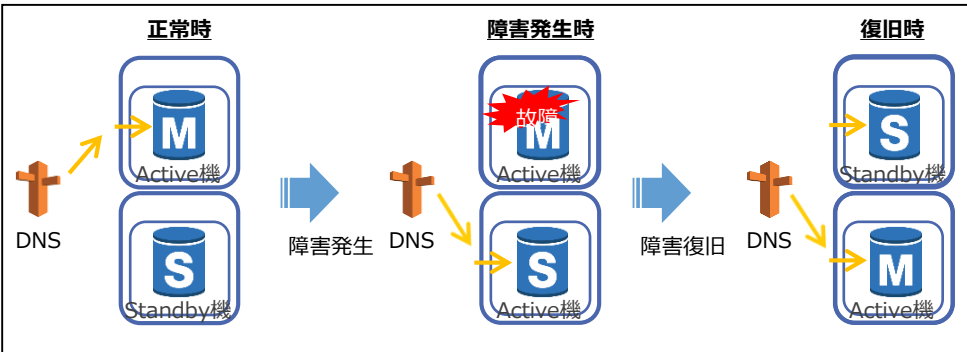 正常時
障害発生時
復旧時
M
Active機
DNS
S
Standby機
障害発生
故障
M
Active機
DNS
S
Active機
障害復旧
S
Standby機
DNS
M
Active機